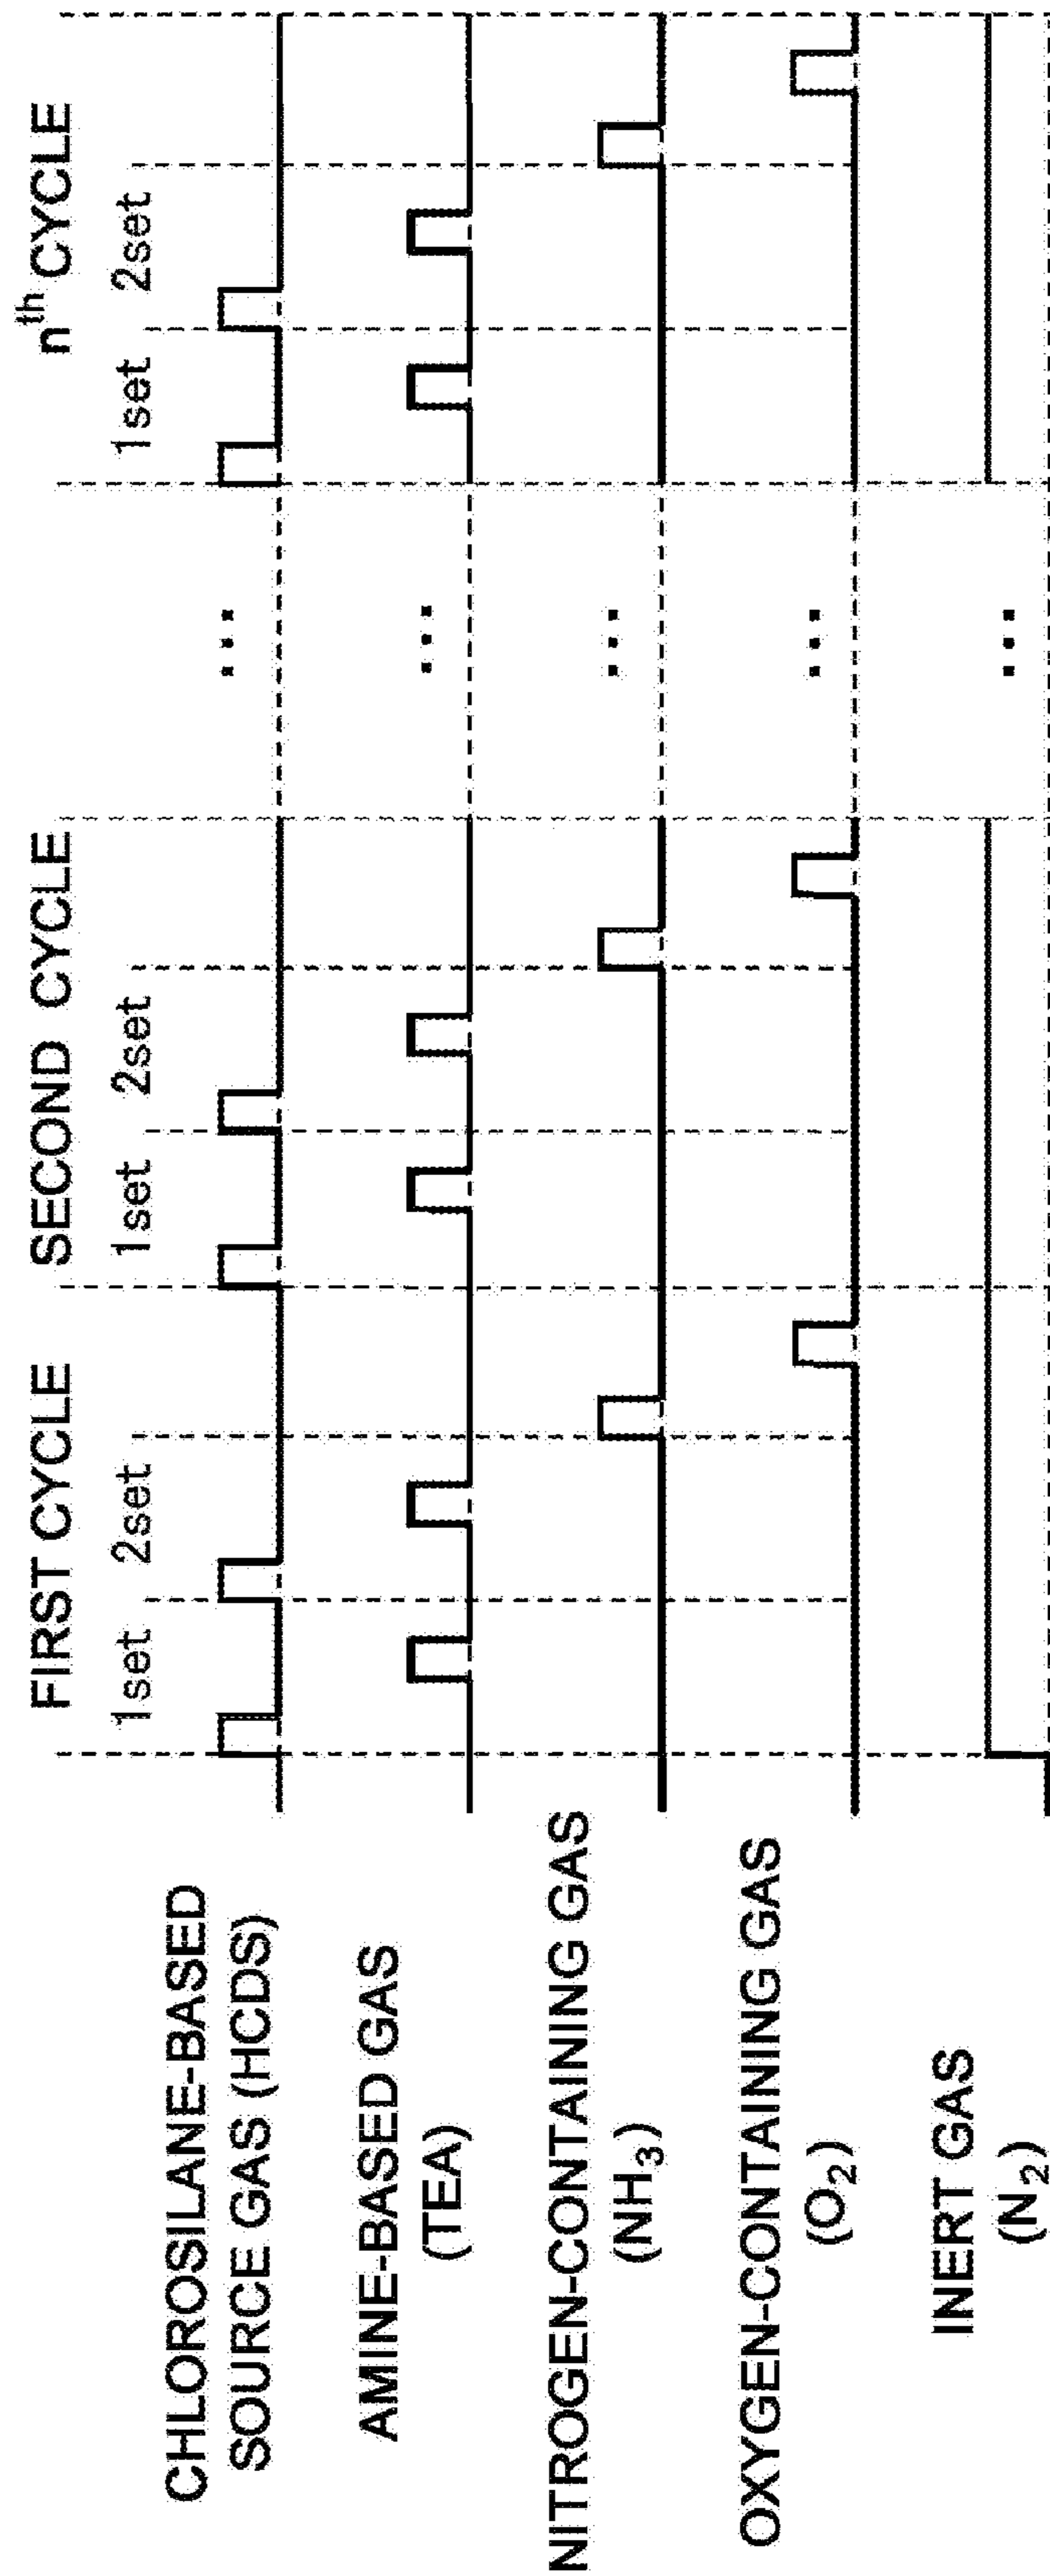 FIRST CYCLE SECOND CYCLE nth CYCLE
1set 2set 1set 2set 1set 2set
CHLOROSILANE-BASED
SOURCE GAS (HCDS)
...
AMINE-BASED GAS
(TEA)
...
NITROGEN-CONTAINING GAS
(NH3)
...
OXYGEN-CONTAINING GAS
(O2)
...
INERT GAS
(N2)
...